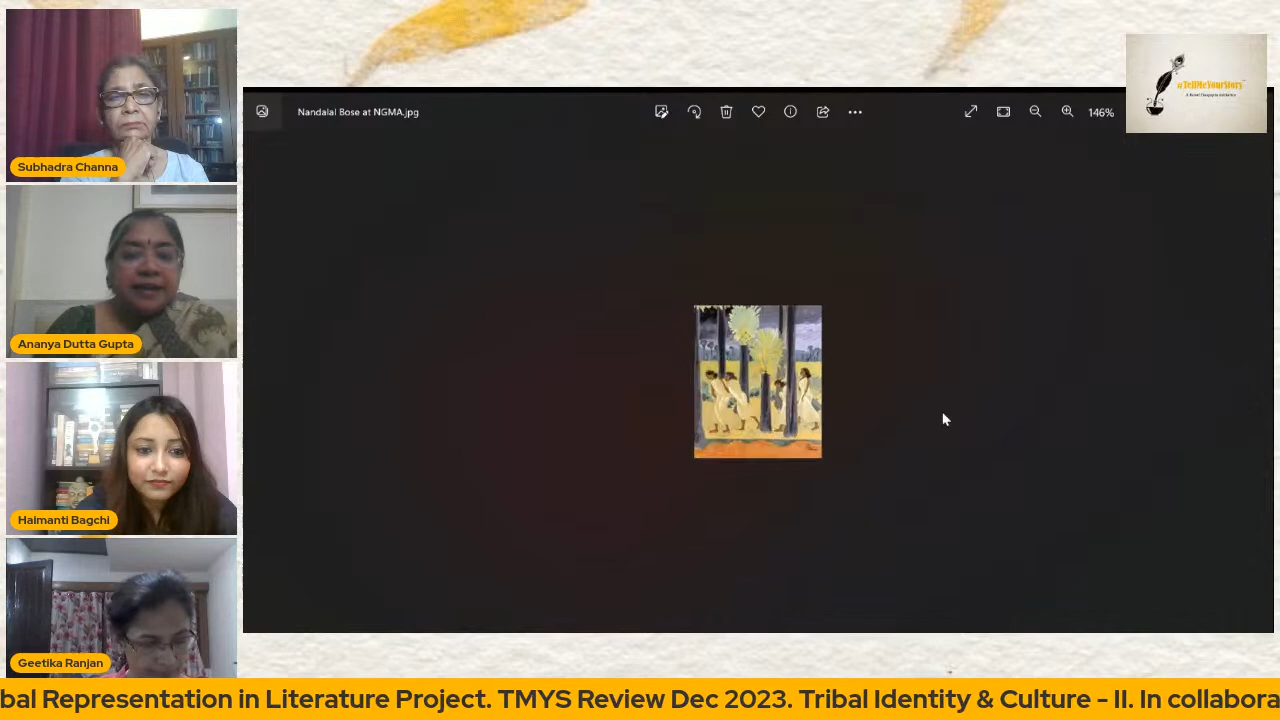 Subhadra Channa
Ananya Dutta Gupta
Haimanti Bagchi
Geetika Ranjan
Nandalal Bose at NGMA.jpg
146%
#TellMeYourStory
bal Representation in Literature Project. TMYS Review Dec 2023. Tribal Identity & Culture - II. In collabora